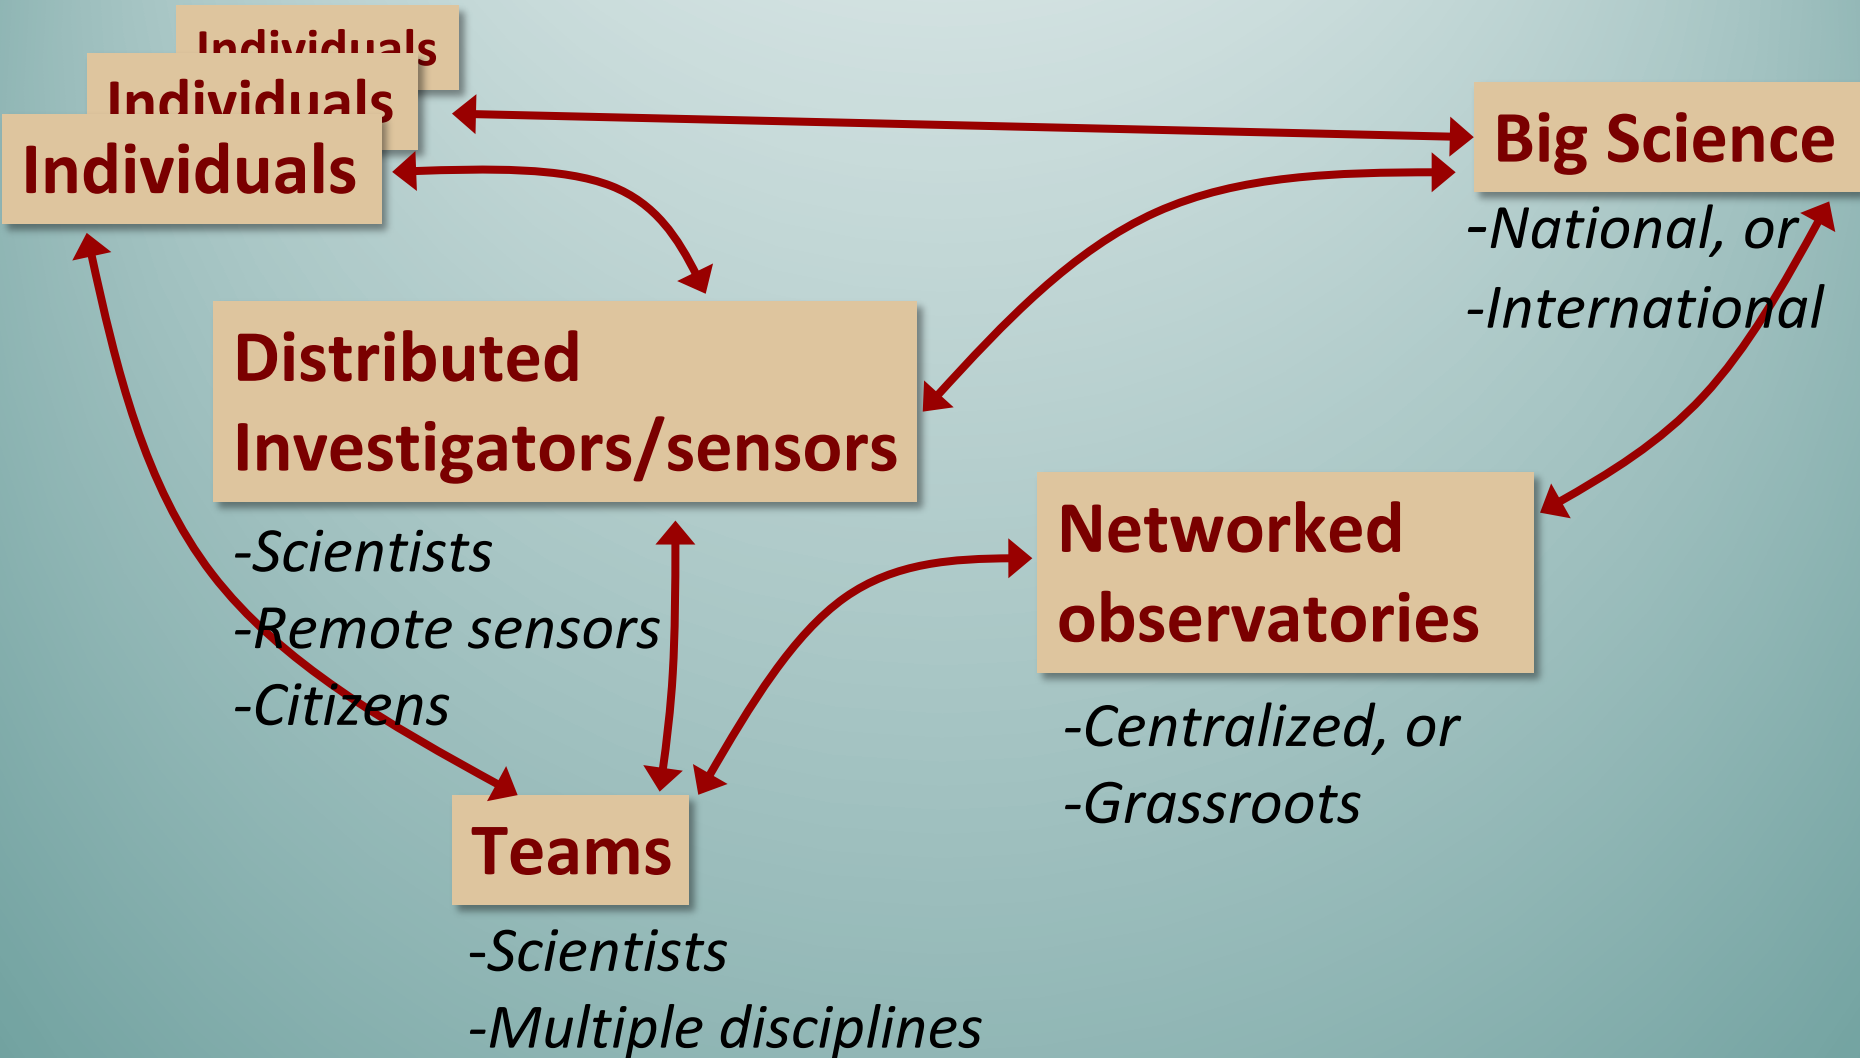 Individuals
Individuals
Individuals
Big Science
-National, or
-International
Distributed
Investigators/sensors
-Scientists
-Remote sensors
-Citizens
Networked
observatories
-Centralized, or
-Grassroots
Teams
-Scientists
-Multiple disciplines